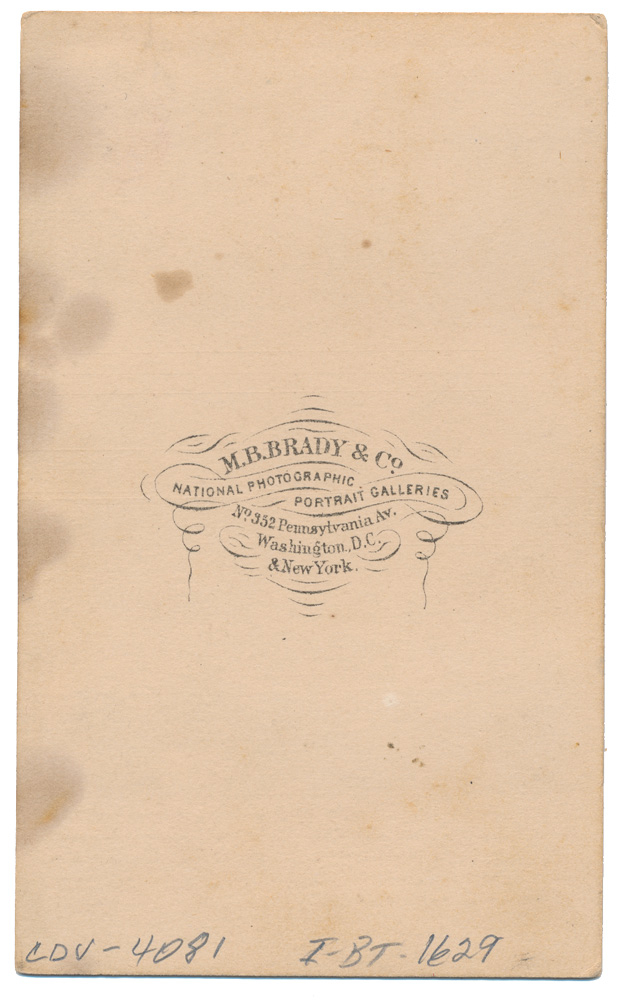 M.B.BRADY & Cº
NATIONAL PHOTOGRAPHIC
PORTRAIT GALLERIES
Nº 352 Pennsylvania Av.
Washington, D.C.
& New York.
CDV-4081 I-BT-1629